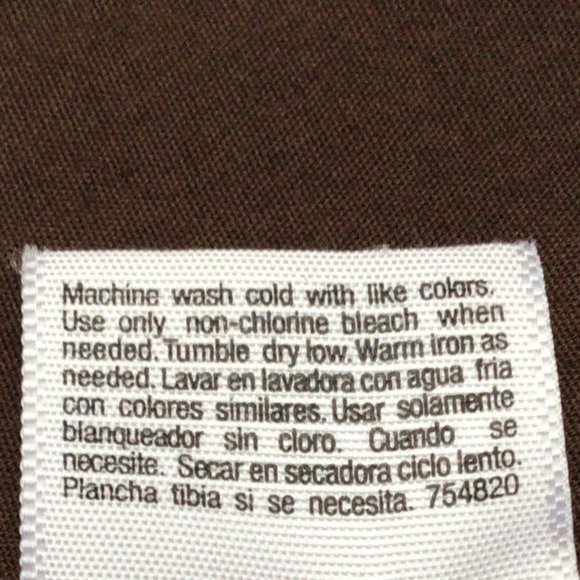 Machine wash cold with like colors.
Use only non-chlorine bleach when
needed. Tumble dry low. Warm iron as
needed. Lavar en lavadora con agua fria
con colores similares. Usar solamente
blanqueador sin cloro. Cuando se
necesite. Secar en secadora ciclo lento.
Plancha tibia si se necesita. 754820